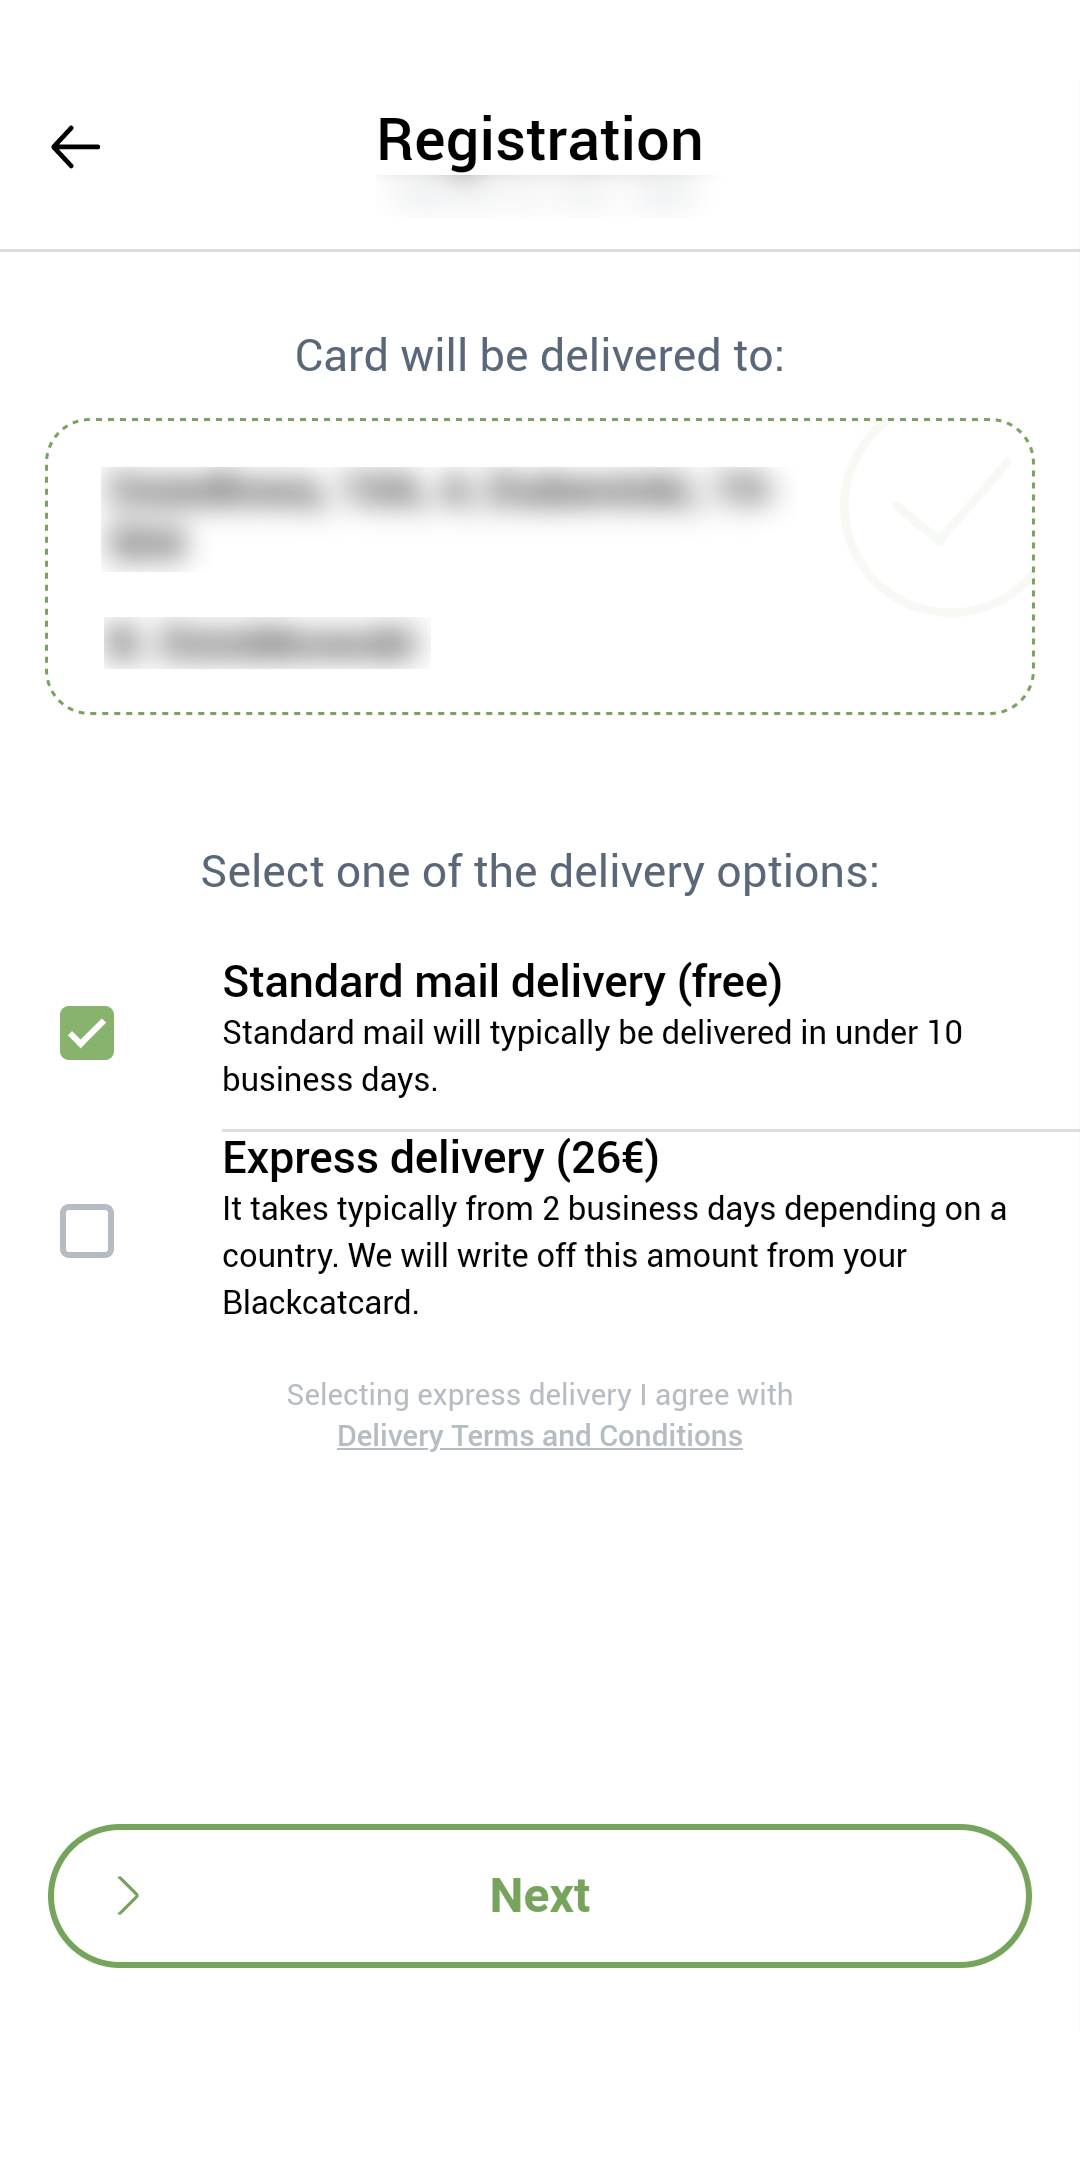 Registration
Card will be delivered to:
Select one of the delivery options:
Standard mail delivery (free)
Standard mail will typically be delivered in under 10
business days.
Express delivery (26€)
It takes typically from 2 business days depending on a
country. We will write off this amount from your
Blackcatcard.
Selecting express delivery I agree with
Delivery Terms and Conditions
Next